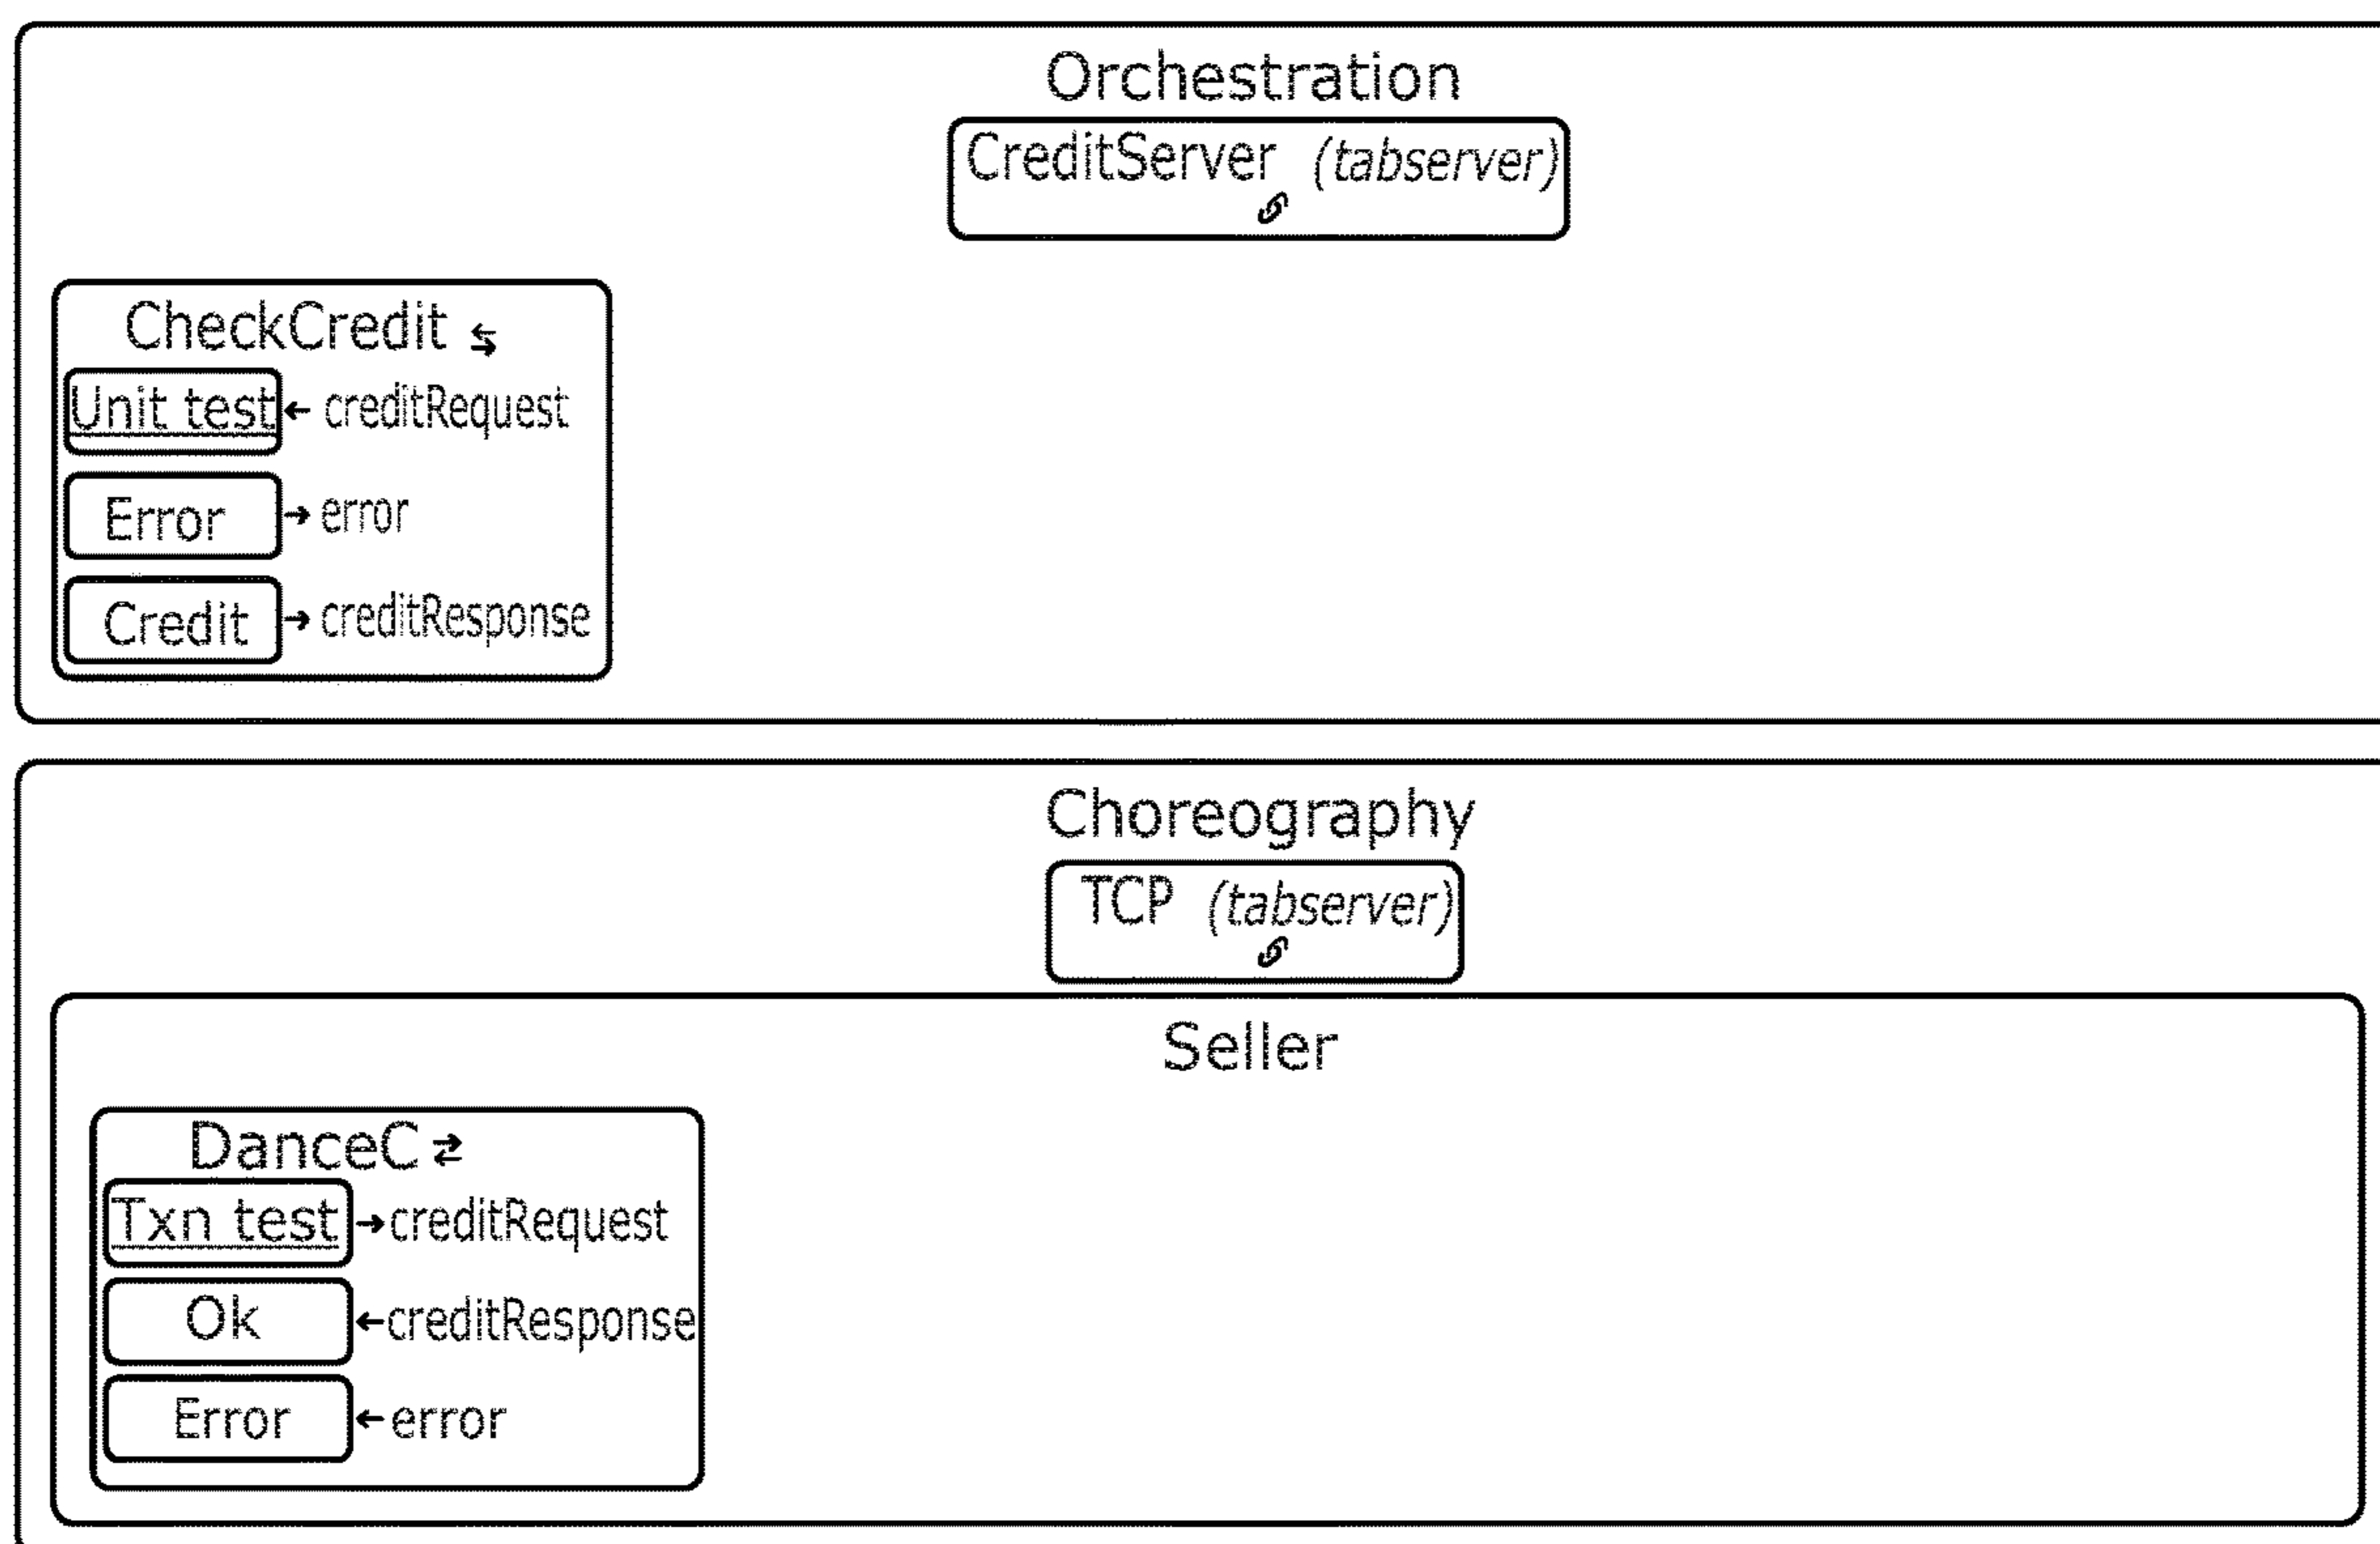 Orchestration
CreditServer (tabserver)
CheckCredit
Unit test ← creditRequest
Error → error
Credit → creditResponse
Choreography
TCP (tabserver)
Seller
DanceC
Txn test → creditRequest
Ok ← creditResponse
Error ← error